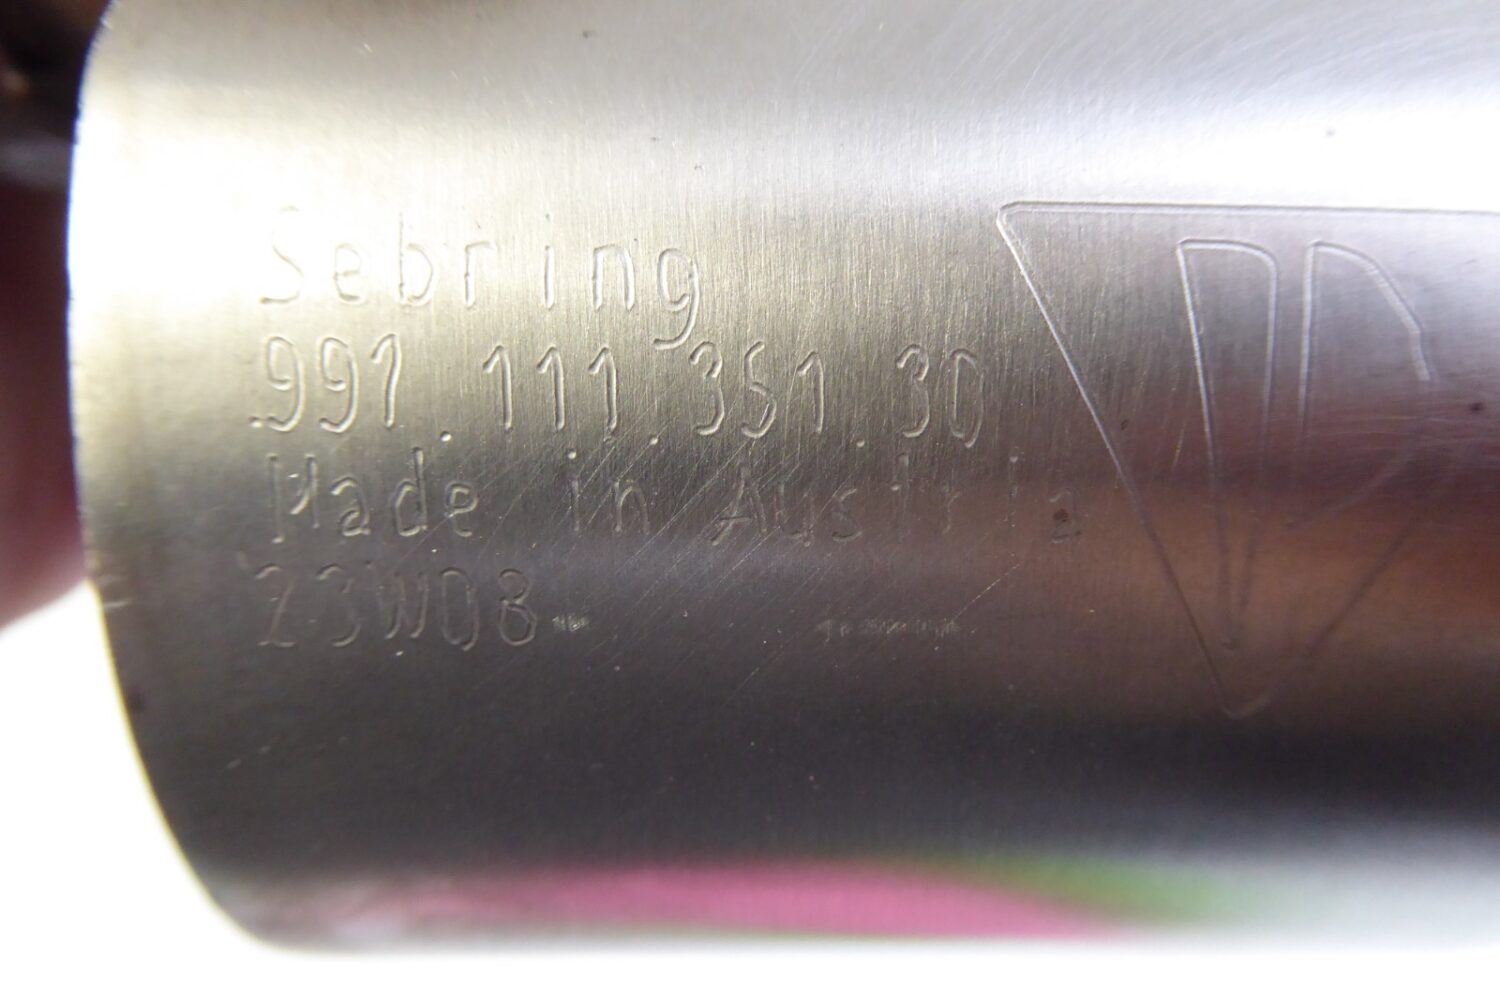 Sebring
997.111.351.30
Made in Austria
23W08